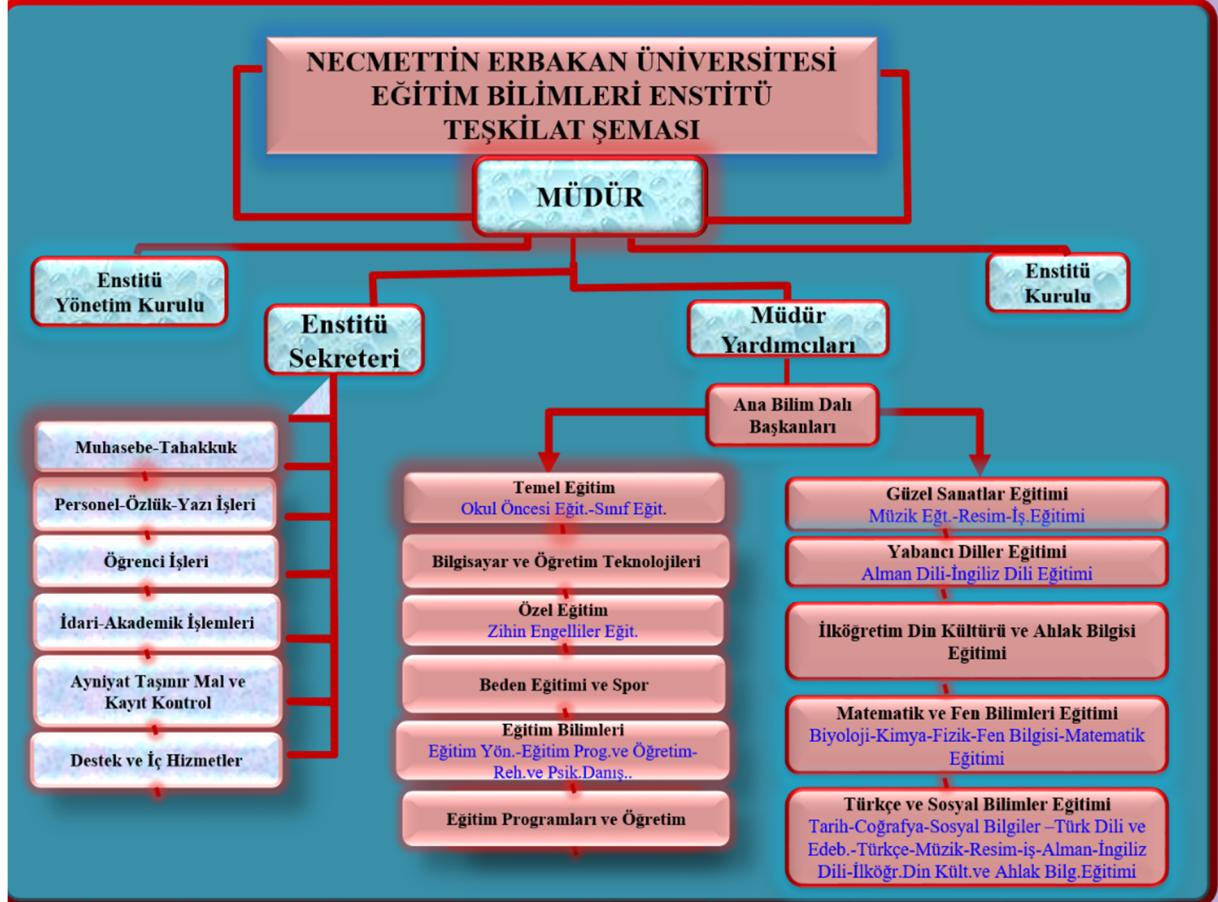 NECMETTİN ERBAKAN ÜNİVERSİTESİ
EĞİTİM BİLİMLERİ ENSTİTÜ
TEŞKİLAT ŞEMASI
MÜDÜR
Enstitü
Yönetim Kurulu
Enstitü
Kurulu
Enstitü
Sekreteri
Müdür
Yardımcıları
Ana Bilim Dalı
Başkanları
Muhasebe-Tahakkuk
Personel-Özlük-Yazı İşleri
Öğrenci İşleri
İdari-Akademik İşlemleri
Ayniyat Taşınır Mal ve
Kayıt Kontrol
Destek ve İç Hizmetler
Temel Eğitim
Okul Öncesi Eğit.-Sınıf Eğit.
Bilgisayar ve Öğretim Teknolojileri
Özel Eğitim
Zihin Engelliler Eğit.
Beden Eğitimi ve Spor
Eğitim Bilimleri
Eğitim Yön.-Eğitim Prog.ve Öğretim-
Reh.ve Psik.Danış..
Eğitim Programları ve Öğretim
Güzel Sanatlar Eğitimi
Müzik Eğt.-Resim-İş.Eğitimi
Yabancı Diller Eğitimi
Alman Dili-İngiliz Dili Eğitimi
İlköğretim Din Kültürü ve Ahlak Bilgisi
Eğitimi
Matematik ve Fen Bilimleri Eğitimi
Biyoloji-Kimya-Fizik-Fen Bilgisi-Matematik
Eğitimi
Türkçe ve Sosyal Bilimler Eğitimi
Tarih-Coğrafya-Sosyal Bilgiler –Türk Dili ve
Edeb.-Türkçe-Müzik-Resim-iş-Alman-İngiliz
Dili-İlköğr.Din Kült.ve Ahlak Bilg.Eğitimi